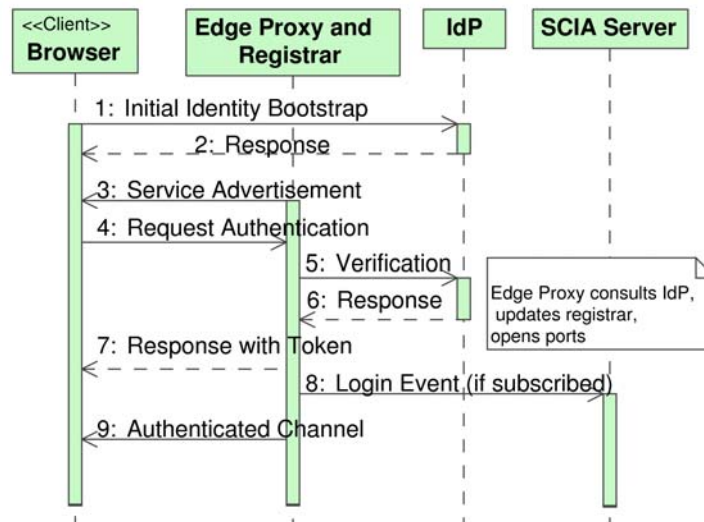 <<Client>>
Browser
Edge Proxy and
Registrar
IdP
SCIA Server
1: Initial Identity Bootstrap
2: Response
3: Service Advertisement
4: Request Authentication
5: Verification
6: Response
Edge Proxy consults IdP,
updates registrar,
opens ports
7: Response with Token
8: Login Event (if subscribed)
9: Authenticated Channel